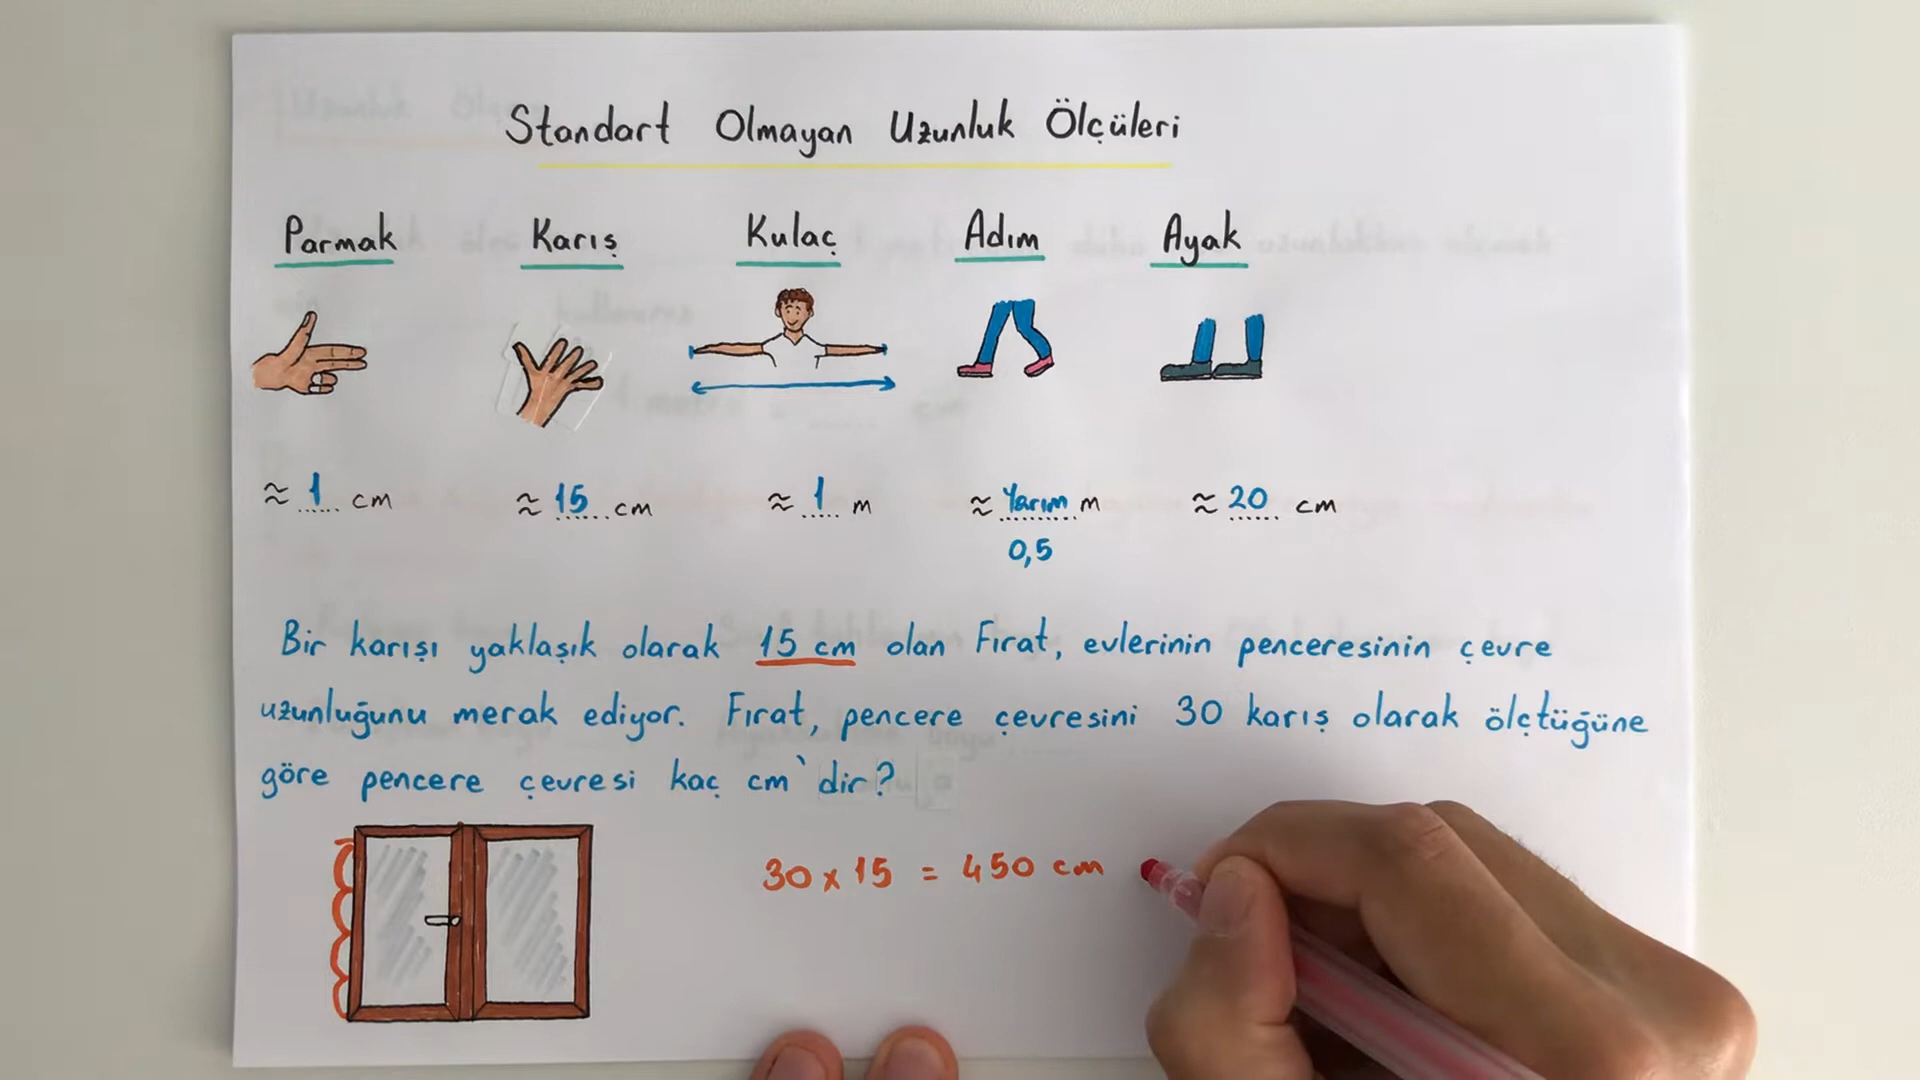 Standart Olmayan Uzunluk Ölçüleri
Parmak Karış Kulaç Adım Ayak
≈ 1 cm ≈ 15 cm ≈ 1 m ≈ Yarım m ≈ 20 cm
0,5
Bir karışı yaklaşık olarak 15 cm olan Fırat, evlerinin penceresinin çevre
uzunluğunu merak ediyor. Fırat, pencere çevresini 30 karış olarak ölçtüğüne
göre pencere çevresi kaç cm'dir?
30 x 15 = 450 cm